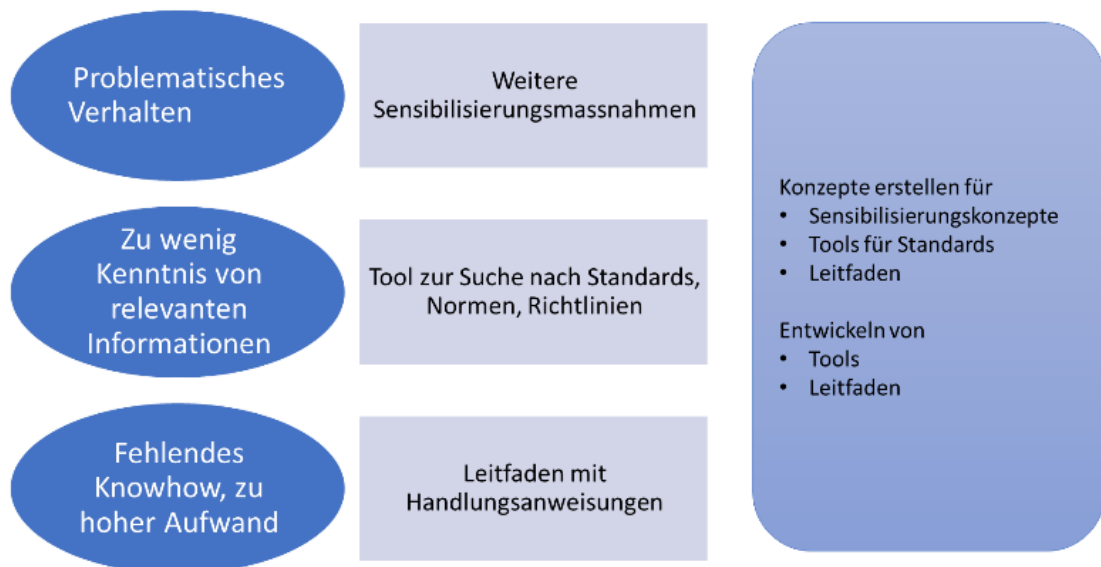 Problematisches
Verhalten
Weitere
Sensibilisierungsmassnahmen
Zu wenig
Kenntnis von
relevanten
Informationen
Tool zur Suche nach Standards,
Normen, Richtlinien
Fehlendes
Knowhow, zu
hoher Aufwand
Leitfaden mit
Handlungsanweisungen
Konzepte erstellen für
• Sensibilisierungskonzepte
• Tools für Standards
• Leitfaden
Entwickeln von
• Tools
• Leitfaden